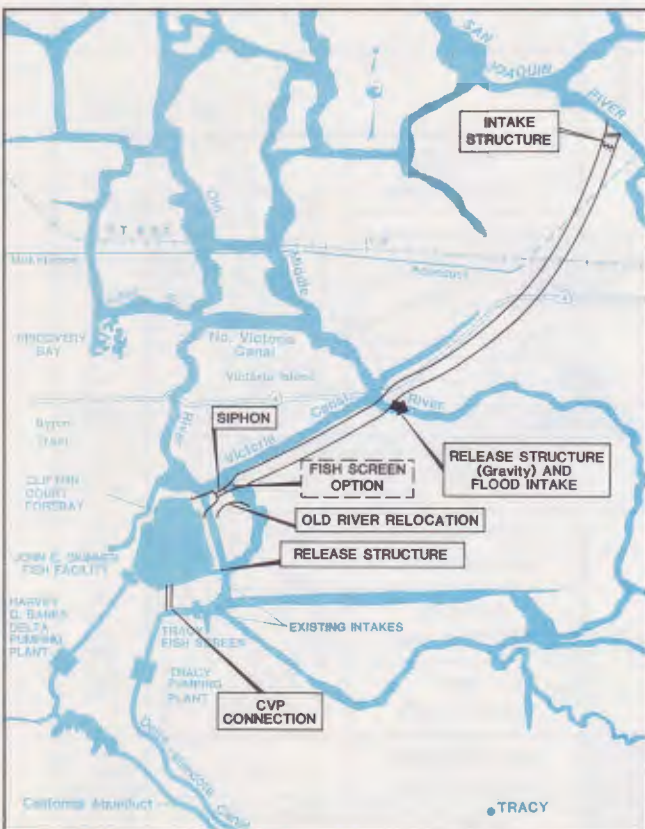 SAN
JOAQUIN
RIVER
INTAKE
STRUCTURE
Old
Middle
Aqueduct
DISCOVERY
BAY
No. Victoria
Canal
Victoria Island
River
Canal
River
Victoria
Byron
Tract
SIPHON
FISH SCREEN
OPTION
RELEASE STRUCTURE
(Gravity) AND
FLOOD INTAKE
CLIFTON
COURT
FOREBAY
OLD RIVER RELOCATION
RELEASE STRUCTURE
JOHN E. SKINNER
FISH FACILITY
HARVEY
O. BANKS
DELTA
PUMPING
PLANT
EXISTING INTAKES
TRACY
FISH SCREEN
TRACY
PUMPING
PLANT
CVP
CONNECTION
Canal
California Aqueduct
TRACY